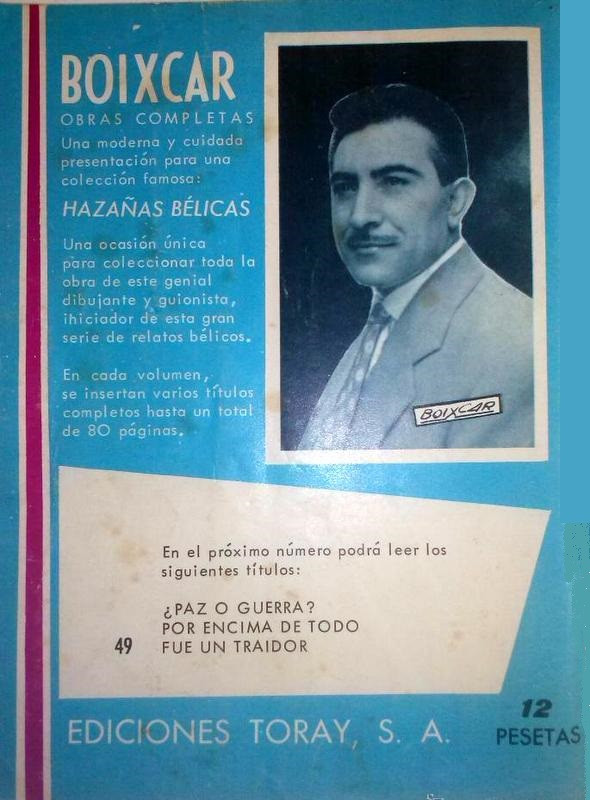 BOIXCAR
OBRAS COMPLETAS
Una moderna y cuidada
presentación para una
colección famosa:
HAZAÑAS BÉLICAS
Una ocasión única
para coleccionar toda la
obra de este genial
dibujante y guionista,
ihiciador de esta gran
serie de relatos bélicos.
En cada volumen,
se insertan varios títulos
completos hasta un total
de 80 páginas.
BOIXCAR
En el próximo número podrá leer los
siguientes títulos:
¿PAZ O GUERRA?
POR ENCIMA DE TODO
49 FUE UN TRAIDOR
EDICIONES TORAY, S. A.
12
PESETAS